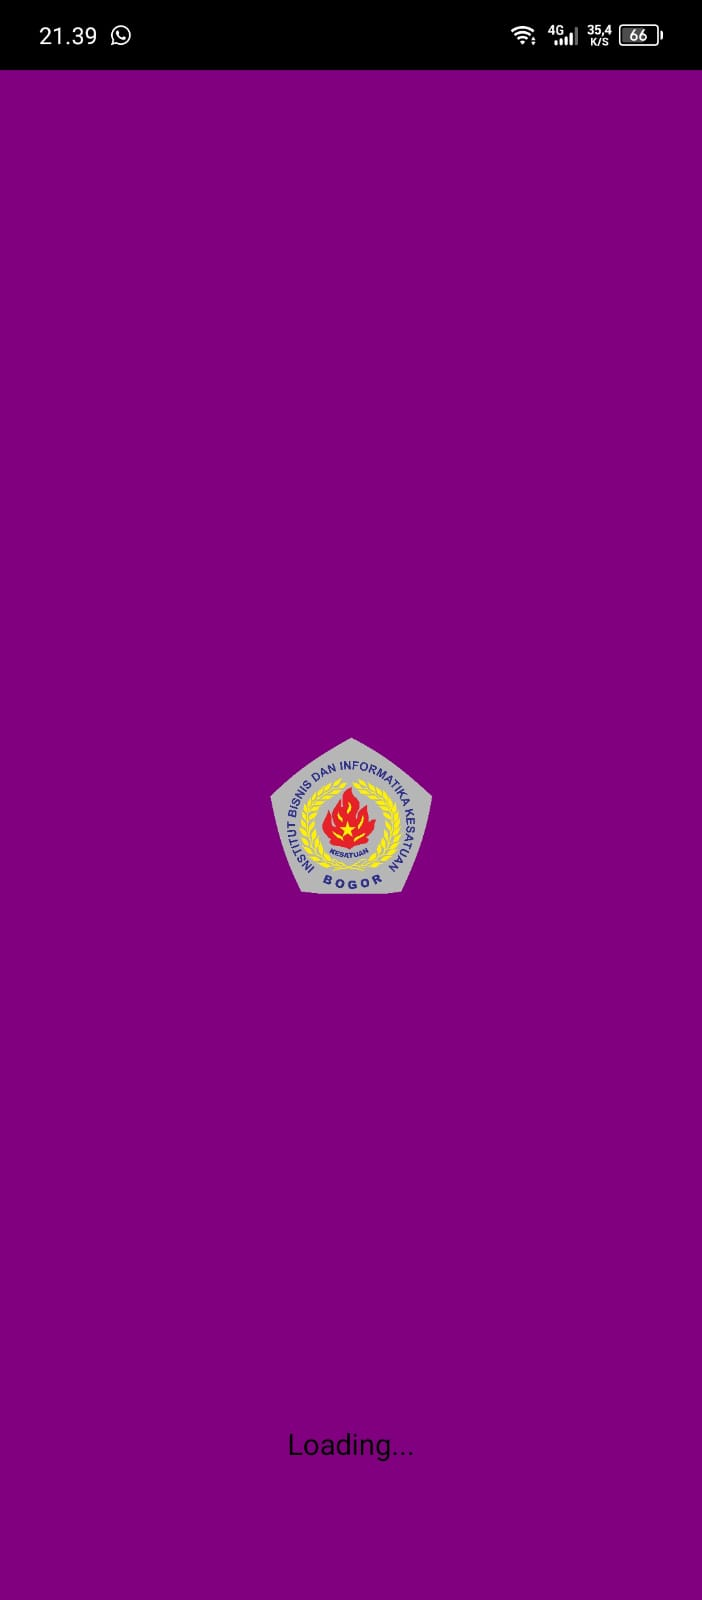 21.39
4G
35,4
K/S
66
INSTITUT BISNIS DAN INFORMATIKA KESATUAN
KESATUAN
BOGOR
Loading...